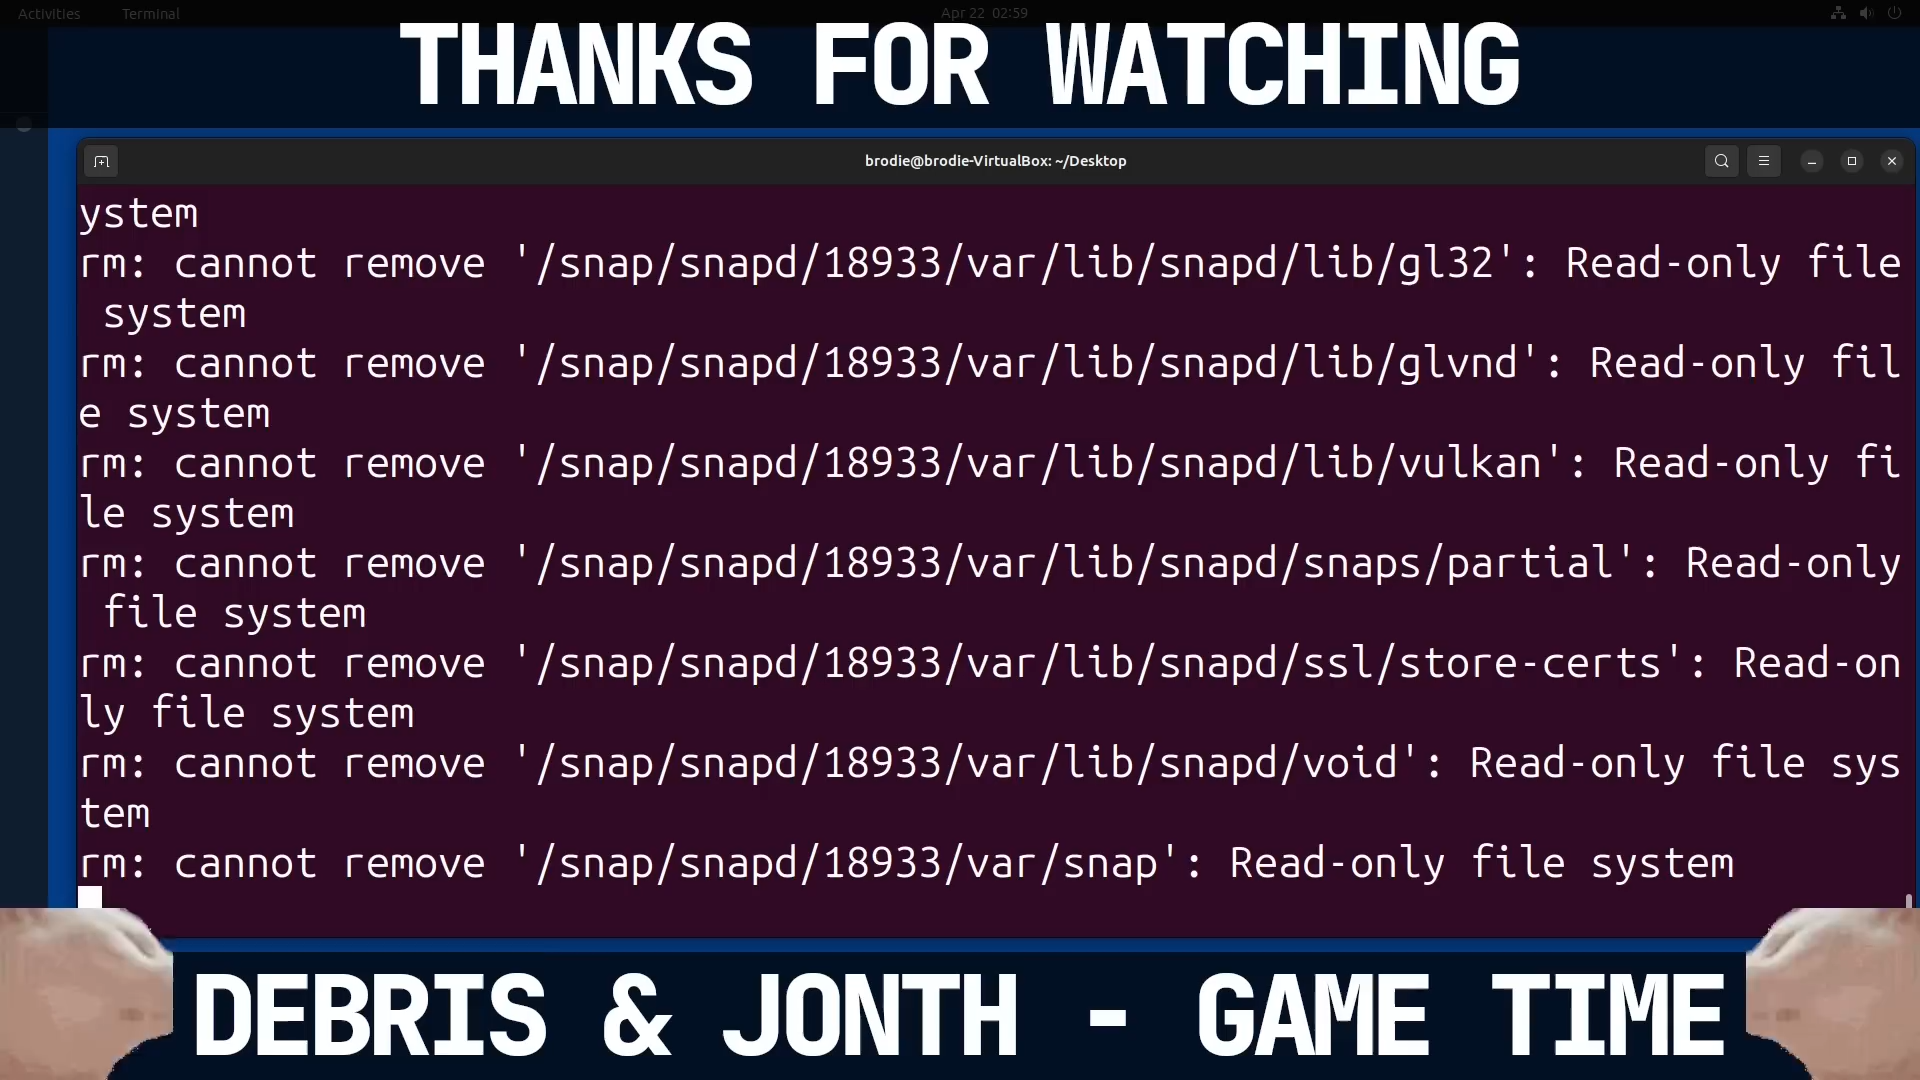 Activities Terminal Apr 22 02:59
THANKS FOR WATCHING
brodie@brodie-VirtualBox: ~/Desktop
ystem
rm: cannot remove '/snap/snapd/18933/var/lib/snapd/lib/gl32': Read-only file
 system
rm: cannot remove '/snap/snapd/18933/var/lib/snapd/lib/glvnd': Read-only fil
e system
rm: cannot remove '/snap/snapd/18933/var/lib/snapd/lib/vulkan': Read-only fi
le system
rm: cannot remove '/snap/snapd/18933/var/lib/snapd/snaps/partial': Read-only
 file system
rm: cannot remove '/snap/snapd/18933/var/lib/snapd/ssl/store-certs': Read-on
ly file system
rm: cannot remove '/snap/snapd/18933/var/lib/snapd/void': Read-only file sys
tem
rm: cannot remove '/snap/snapd/18933/var/snap': Read-only file system
DEBRIS & JONTH - GAME TIME